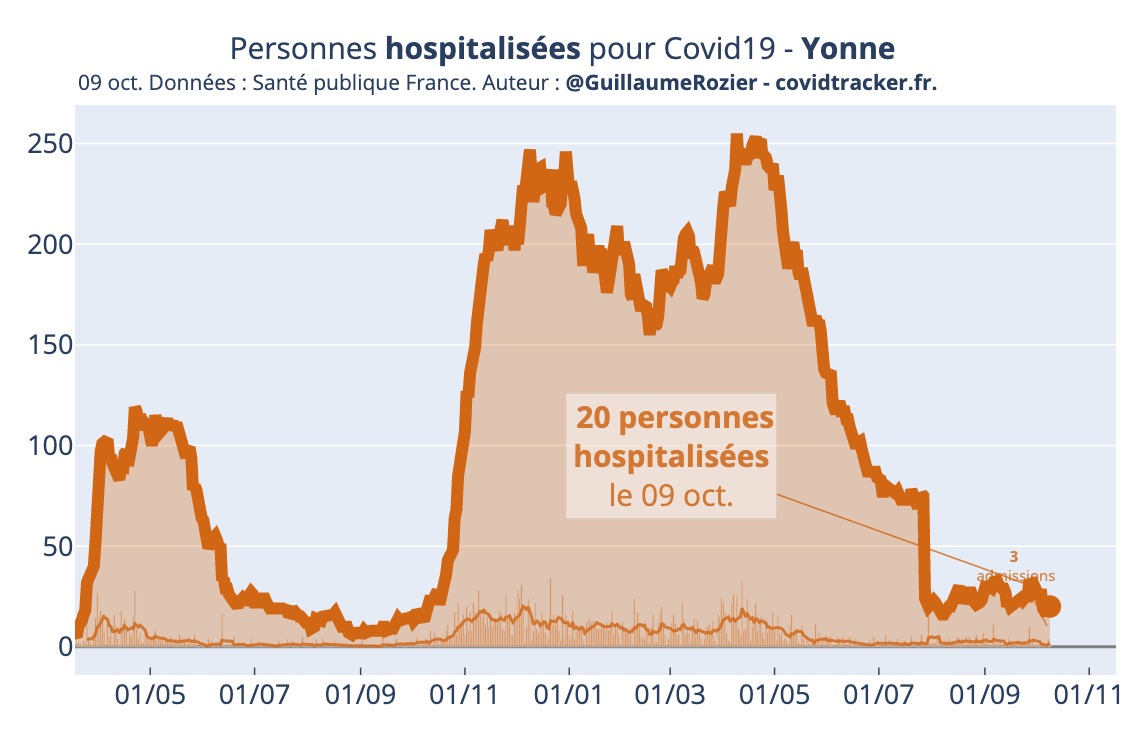 Personnes hospitalisées pour Covid19 - Yonne
09 oct. Données : Santé publique France. Auteur : @GuillaumeRozier - covidtracker.fr.
250
200
150
100
50
0
20 personnes
hospitalisées
le 09 oct.
3
admissions
01/05 01/07 01/09 01/11 01/01 01/03 01/05 01/07 01/09 01/11